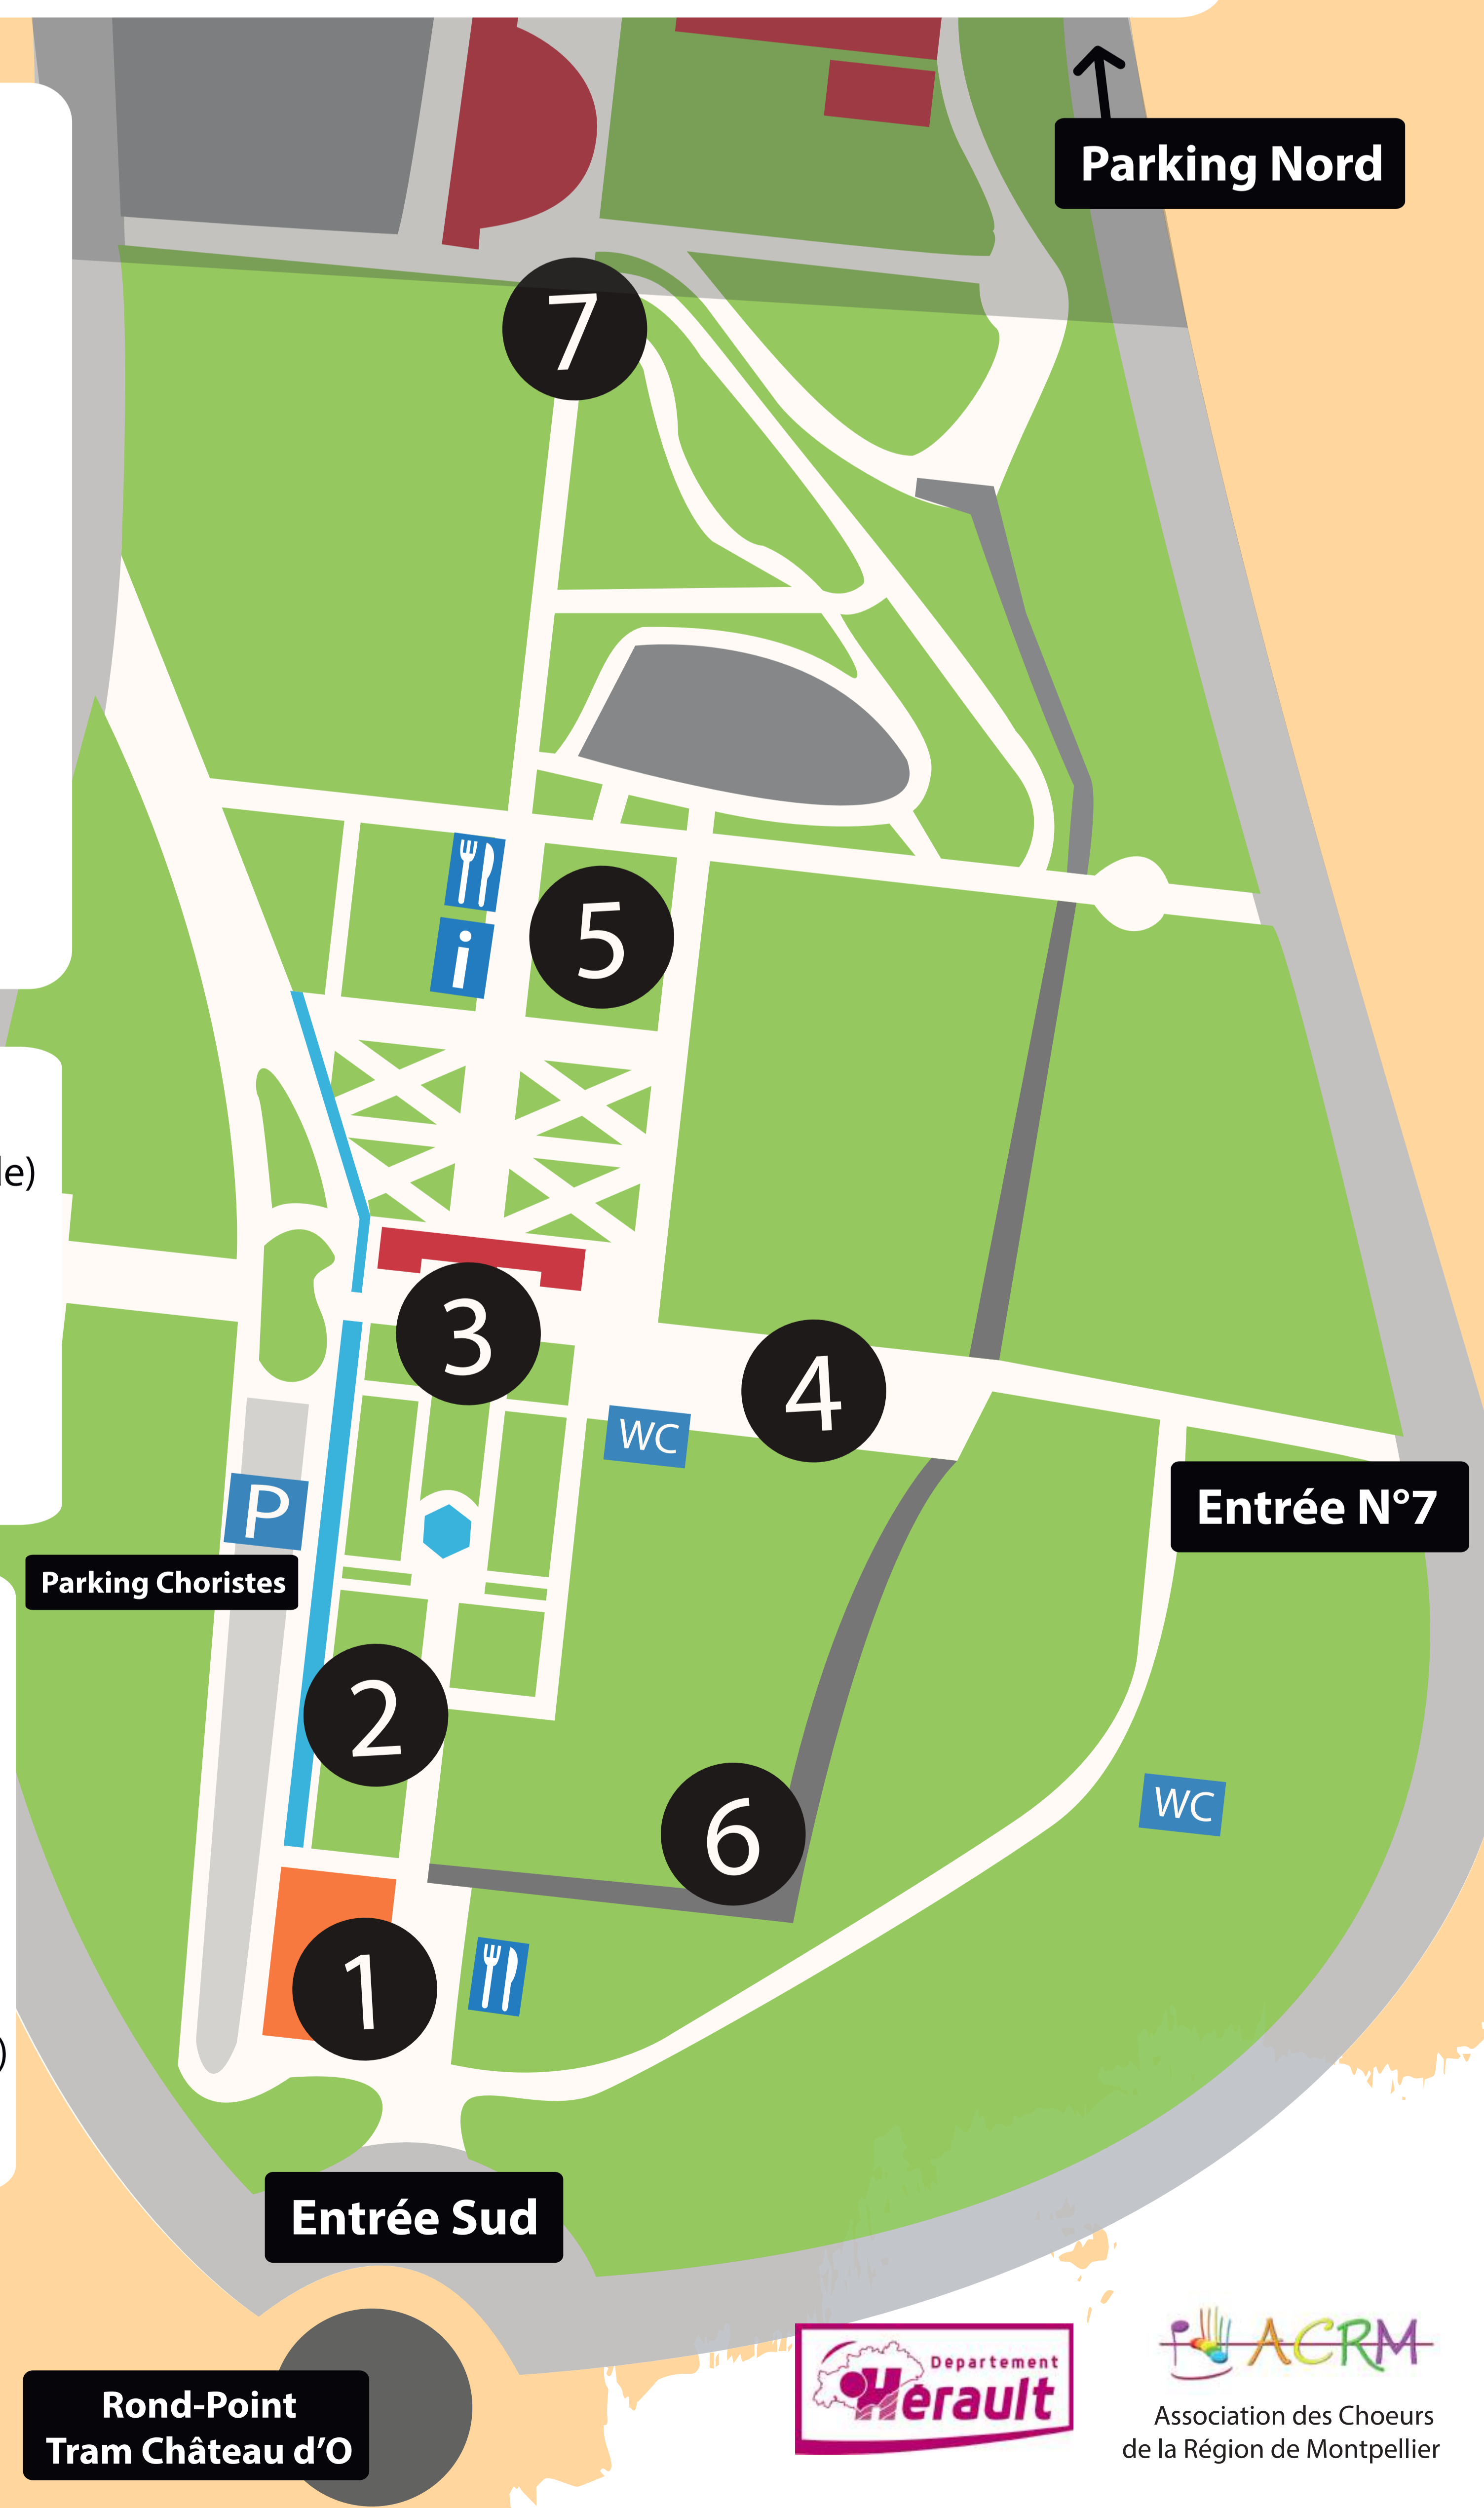 Parking Nord
7
5
i
le)
3
4
WC
P
Entrée N°7
Parking Choristes
2
WC
6
1
)
Entrée Sud
Rond-Point
Tram Château d'O
Departement
Hérault
ACRM
Association des Choeurs
de la Région de Montpellier